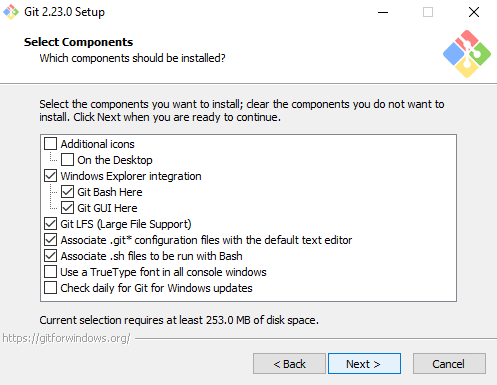 Git 2.23.0 Setup
Select Components
Which components should be installed?
Select the components you want to install; clear the components you do not want to
install. Click Next when you are ready to continue.
Additional icons
On the Desktop
Windows Explorer integration
Git Bash Here
Git GUI Here
Git LFS (Large File Support)
Associate .git* configuration files with the default text editor
Associate .sh files to be run with Bash
Use a TrueType font in all console windows
Check daily for Git for Windows updates
Current selection requires at least 253.0 MB of disk space.
https://gitforwindows.org/
< Back
Next >
Cancel